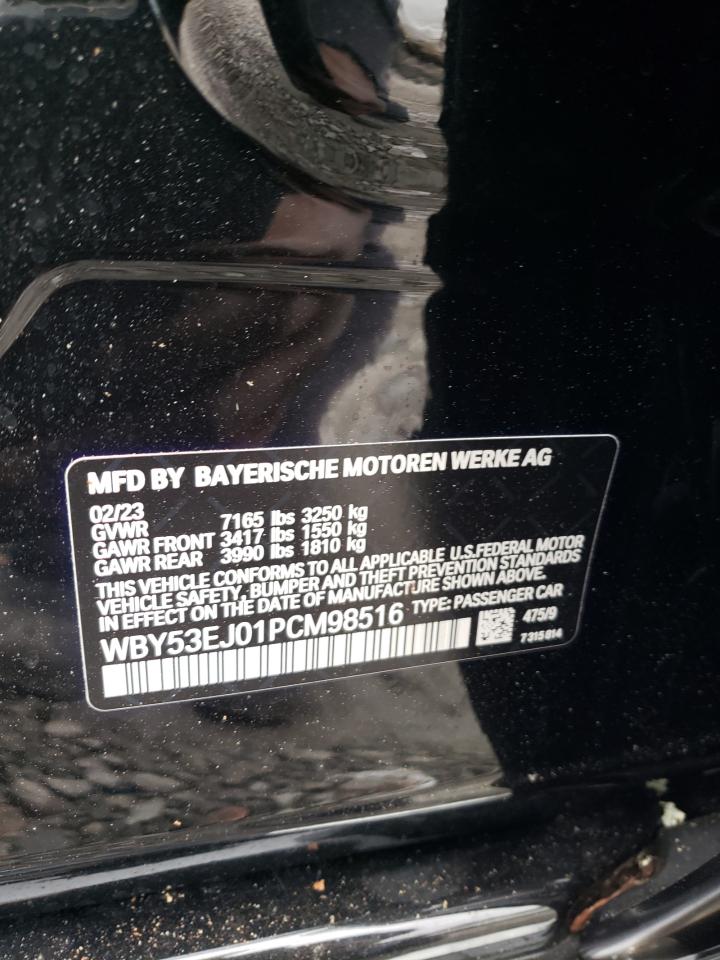 MFD BY BAYERISCHE MOTOREN WERKE AG
02/23
GVWR 7165 lbs 3250 kg
GAWR FRONT 3417 lbs 1550 kg
GAWR REAR 3990 lbs 1810 kg
THIS VEHICLE CONFORMS TO ALL APPLICABLE U.S.FEDERAL MOTOR
VEHICLE SAFETY, BUMPER AND THEFT PREVENTION STANDARDS
IN EFFECT ON THE DATE OF MANUFACTURE SHOWN ABOVE.
WBY53EJ01PCM98516 TYPE: PASSENGER CAR
475/9
7315814